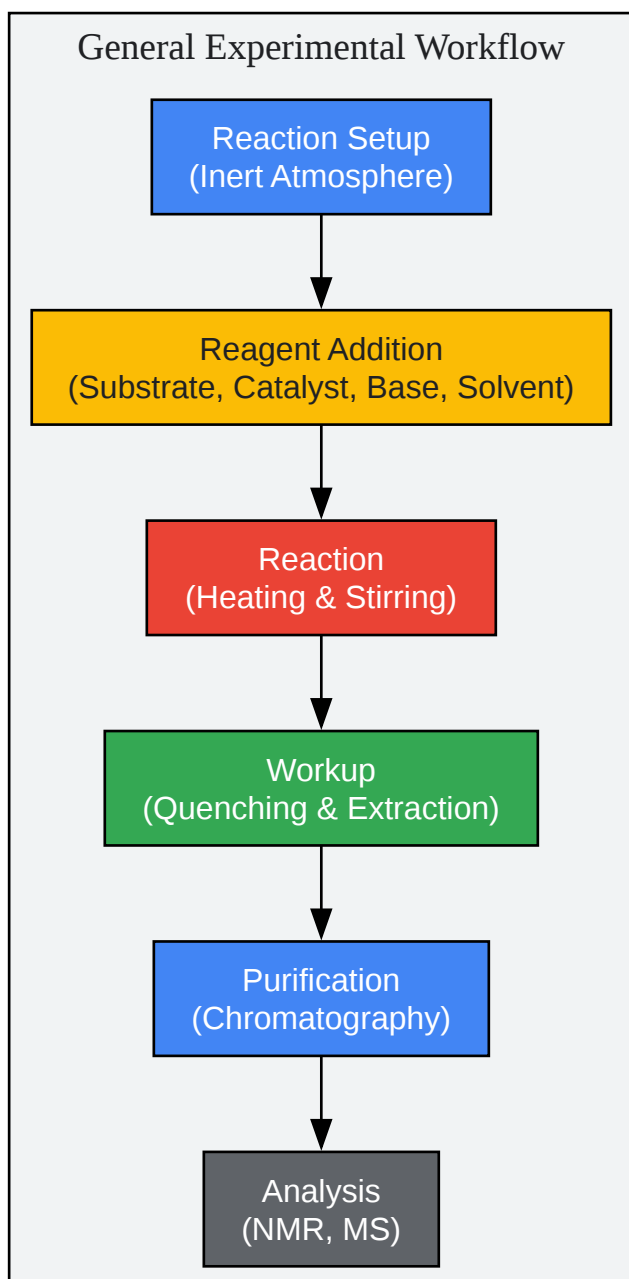 General Experimental Workflow
Reaction Setup
(Inert Atmosphere)
Reagent Addition
(Substrate, Catalyst, Base, Solvent)
Reaction
(Heating & Stirring)
Workup
(Quenching & Extraction)
Purification
(Chromatography)
Analysis
(NMR, MS)